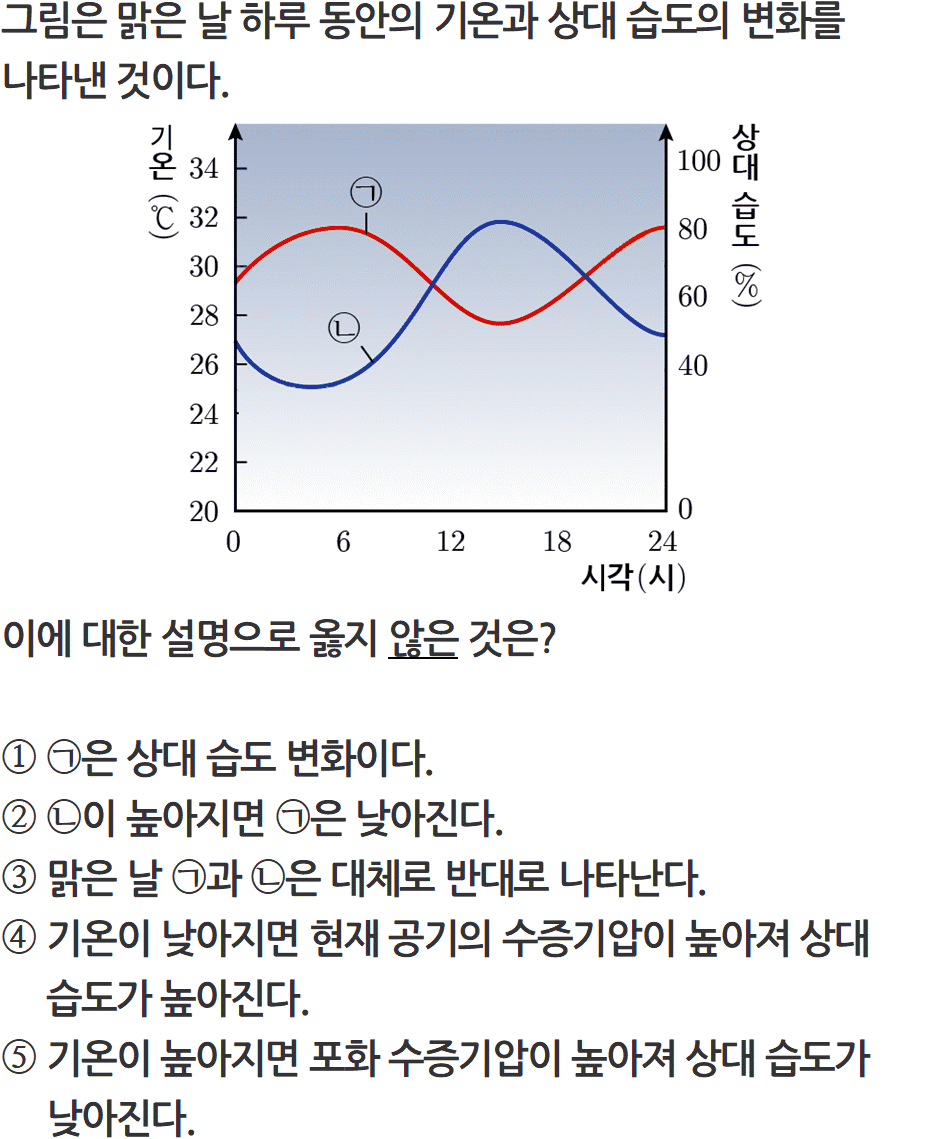 그림은 맑은 날 하루 동안의 기온과 상대 습도의 변화를
나타낸 것이다.
기온 (℃)
34
32
30
28
26
24
22
20
㉠
㉡
상대 습도 (%)
100
80
60
40
0
0 6 12 18 24
시각(시)
이에 대한 설명으로 옳지 않은 것은?
① ㉠은 상대 습도 변화이다.
② ㉡이 높아지면 ㉠은 낮아진다.
③ 맑은 날 ㉠과 ㉡은 대체로 반대로 나타난다.
④ 기온이 낮아지면 현재 공기의 수증기압이 높아져 상대
습도가 높아진다.
⑤ 기온이 높아지면 포화 수증기압이 높아져 상대 습도가
낮아진다.